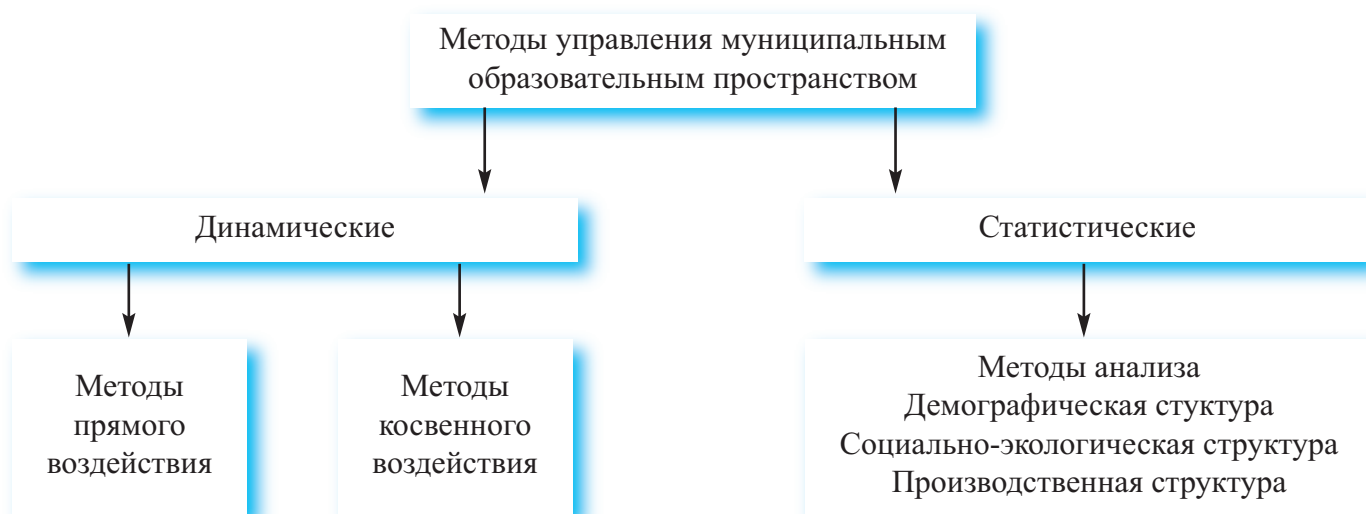 Методы управления муниципальным
образовательным пространством
Динамические
Статистические
Методы
прямого
воздействия
Методы
косвенного
воздействия
Методы анализа
Демографическая стуктура
Социально-экологическая структура
Производственная структура